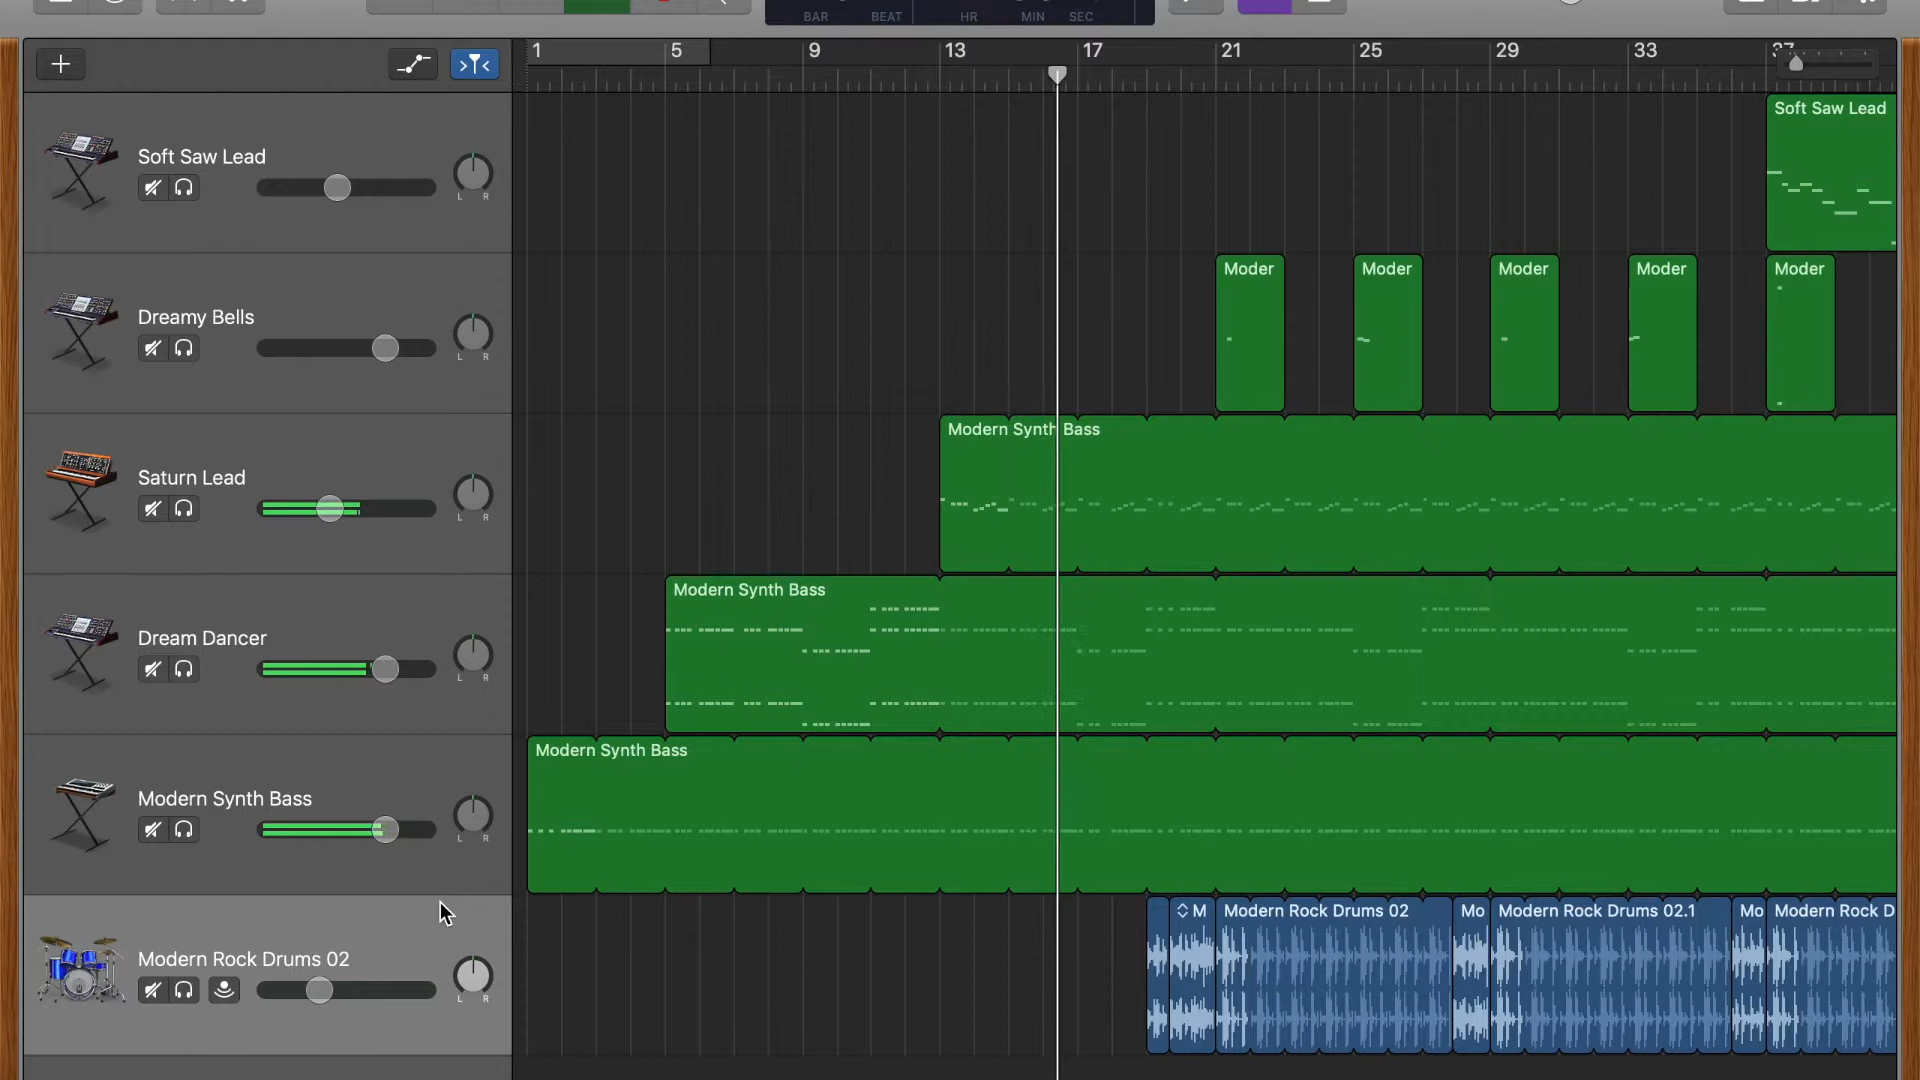 BAR BEAT HR MIN SEC
1 5 9 13 17 21 25 29 33 37
Soft Saw Lead
Soft Saw Lead
L R
Moder Moder Moder Moder Moder
Dreamy Bells
L R
Modern Synth Bass
Saturn Lead
L R
Modern Synth Bass
Dream Dancer
L R
Modern Synth Bass
Modern Synth Bass
L R
M Modern Rock Drums 02 Mo Modern Rock Drums 02.1 Mo Modern Rock D
Modern Rock Drums 02
L R